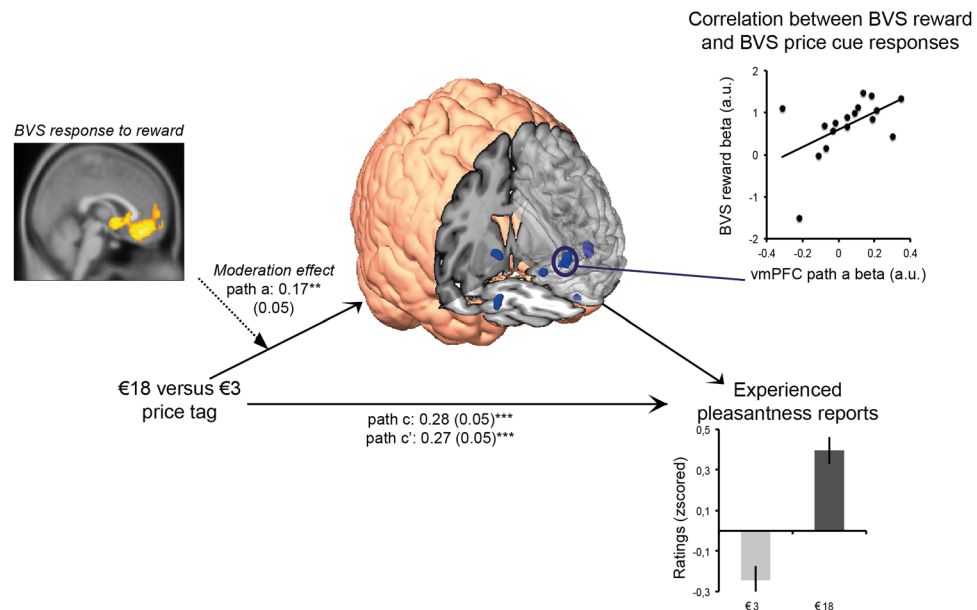 Correlation between BVS reward
and BVS price cue responses
BVS reward beta (a.u.)
2
1
0
-1
-2
-0.4
-0.2
0
0.2
0.4
vmPFC path a beta (a.u.)
BVS response to reward
Moderation effect
path a: 0.17**
(0.05)
€18 versus €3
price tag
path c: 0.28 (0.05)***
path c': 0.27 (0.05)***
Experienced
pleasantness reports
Ratings (zscored)
0,5
0,3
0,1
-0,1
-0,3
€3
€18